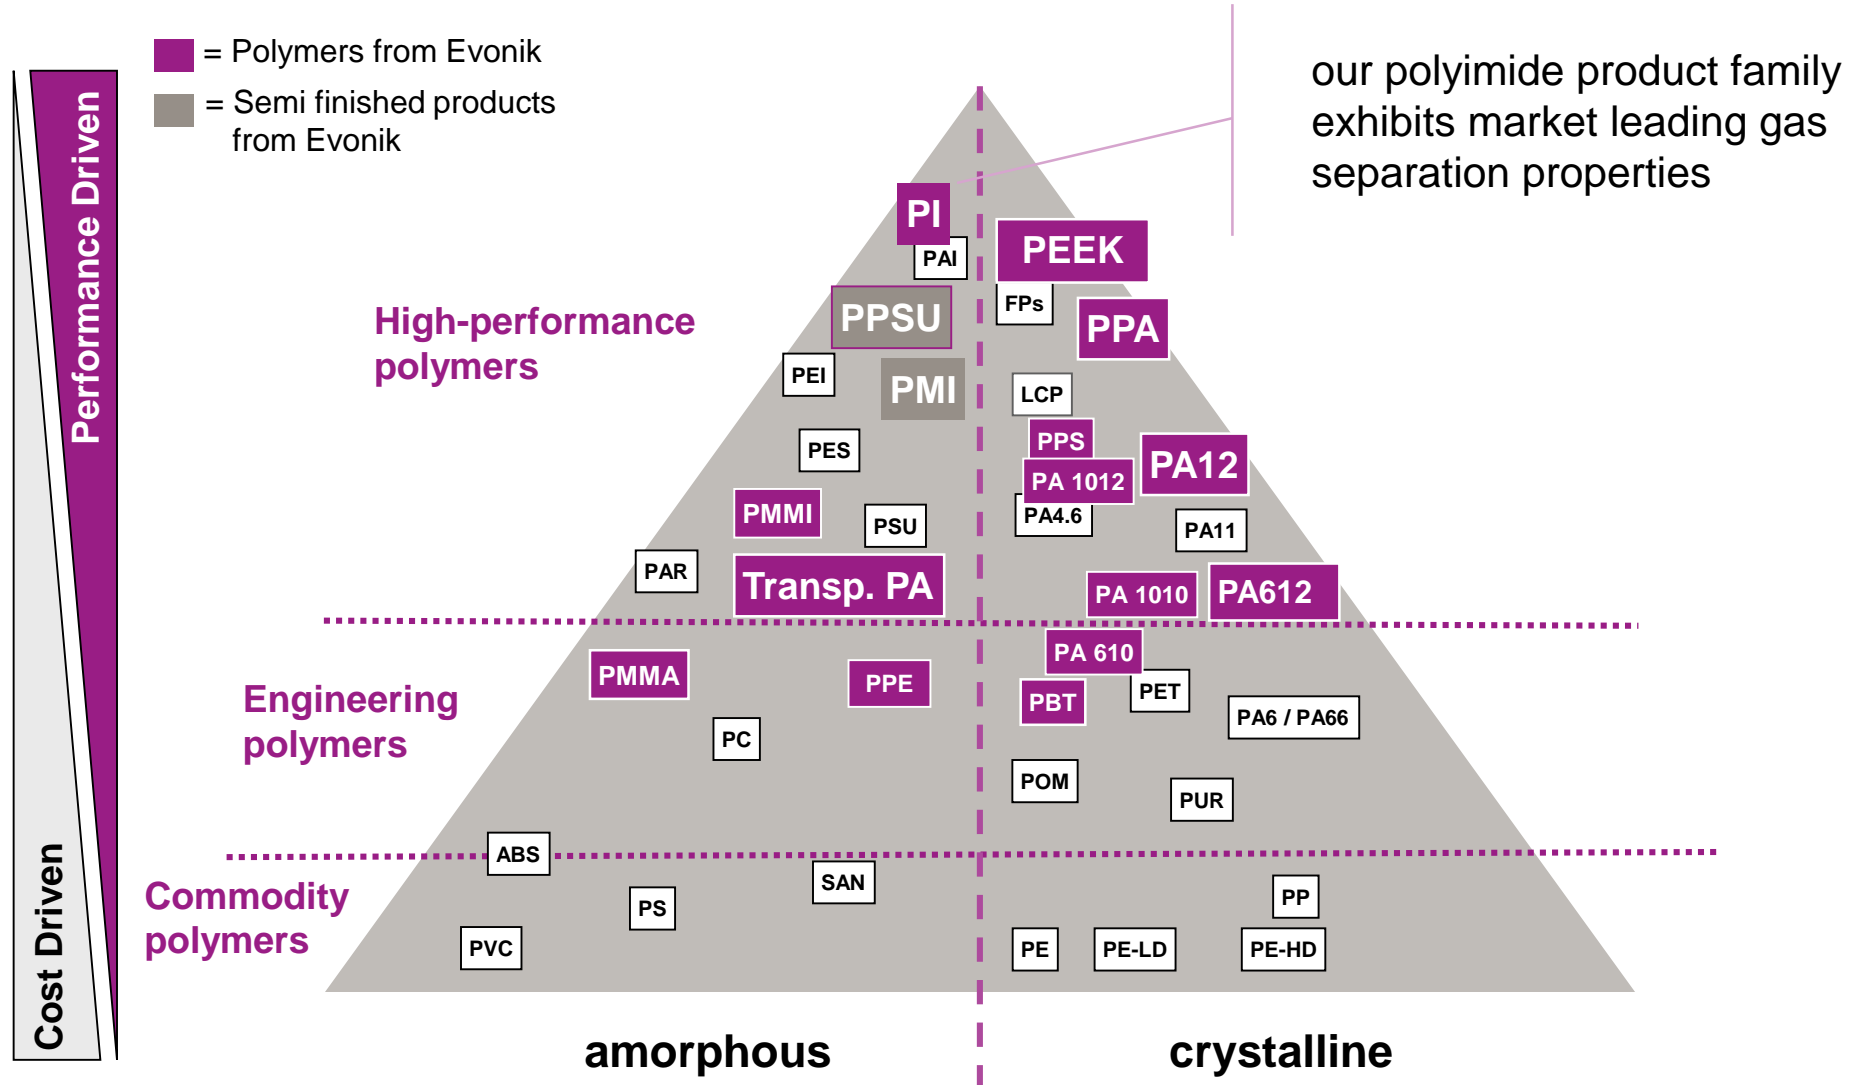 = Polymers from Evonik
= Semi finished products
from Evonik
our polyimide product family
exhibits market leading gas
separation properties
Performance Driven
Cost Driven
High-performance
polymers
PI
PAI
PEEK
FPs
PPSU
PPA
PEI
PMI
LCP
PES
PPS
PA12
PA 1012
PMMI
PSU
PA4.6
PA11
PAR
Transp. PA
PA 1010
PA612
Engineering
polymers
PMMA
PPE
PA 610
PBT
PET
PA6 / PA66
PC
POM
PUR
Commodity
polymers
ABS
SAN
PS
PP
PVC
PE
PE-LD
PE-HD
amorphous
crystalline